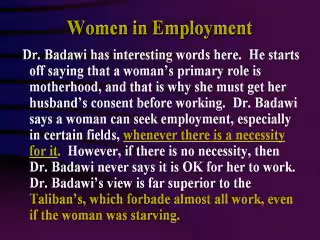 Women in Employment
Dr. Badawi has interesting words here.  He starts
off saying that a woman's primary role is
motherhood, and that is why she must get her
husband's consent before working.  Dr. Badawi
says a woman can seek employment, especially
in certain fields, whenever there is a necessity
for it.  However, if there is no necessity, then
Dr. Badawi never says it is OK for her to work.
Dr. Badawi's view is far superior to the
Taliban's, which forbade almost all work, even
if the woman was starving.